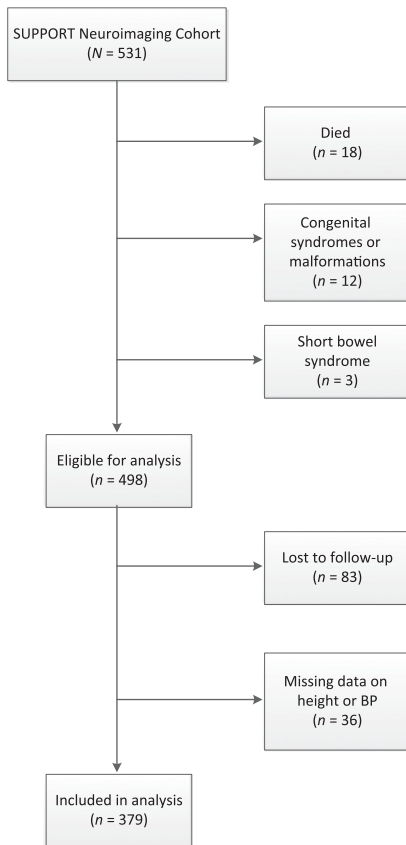 SUPPORT Neuroimaging Cohort
(N = 531)
Died
(n = 18)
Congenital
syndromes or
malformations
(n = 12)
Short bowel
syndrome
(n = 3)
Eligible for analysis
(n = 498)
Lost to follow-up
(n = 83)
Missing data on
height or BP
(n = 36)
Included in analysis
(n = 379)